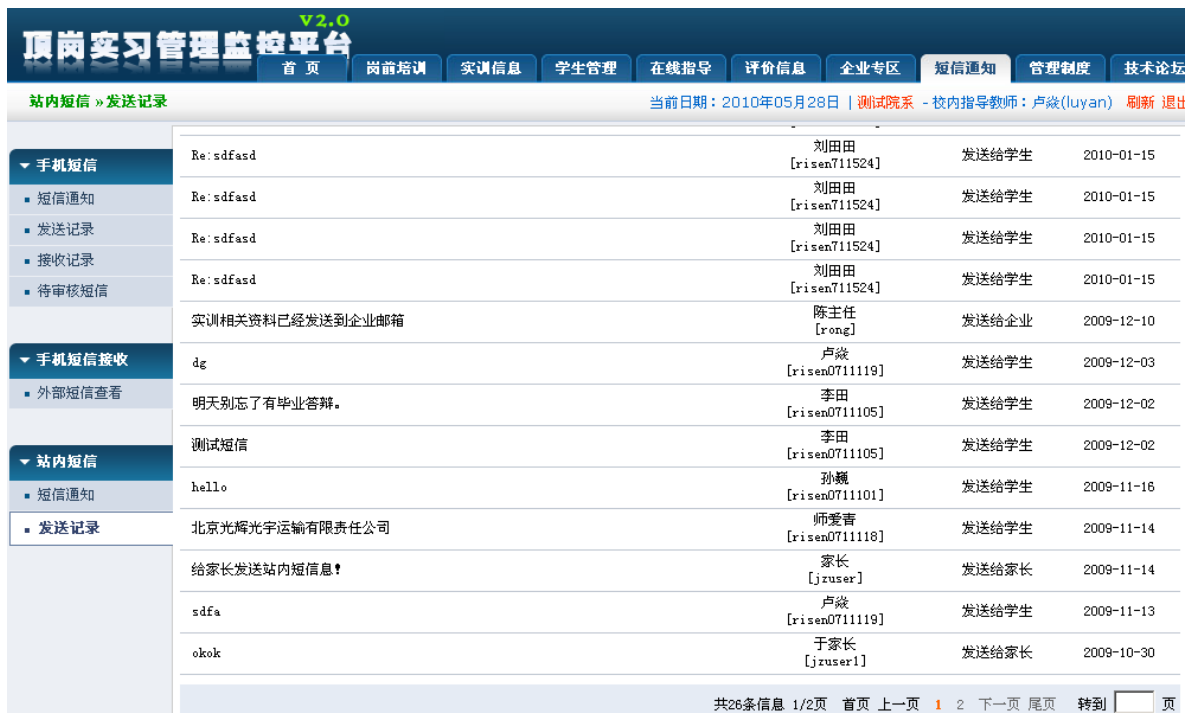 V2.0
顶岗实习管理监控平台
首 页 岗前培训 实训信息 学生管理 在线指导 评价信息 企业专区 短信通知 管理制度 技术论坛
站内短信 » 发送记录
当前日期：2010年05月28日 | 测试院系 - 校内指导教师：卢焱(luyan) 刷新 退出
手机短信
短信通知
发送记录
接收记录
待审核短信
手机短信接收
外部短信查看
站内短信
短信通知
发送记录
Re:sdfasd 刘田田 [risen711524] 发送给学生 2010-01-15
Re:sdfasd 刘田田 [risen711524] 发送给学生 2010-01-15
Re:sdfasd 刘田田 [risen711524] 发送给学生 2010-01-15
Re:sdfasd 刘田田 [risen711524] 发送给学生 2010-01-15
实训相关资料已经发送到企业邮箱 陈主任 [rong] 发送给企业 2009-12-10
dg 卢焱 [risen0711119] 发送给学生 2009-12-03
明天别忘了有毕业答辩。 李田 [risen0711105] 发送给学生 2009-12-02
测试短信 李田 [risen0711105] 发送给学生 2009-12-02
hello 孙巍 [risen0711101] 发送给学生 2009-11-16
北京光辉光宇运输有限责任公司 师爱香 [risen0711118] 发送给学生 2009-11-14
给家长发送站内短信息！ 家长 [jzuser] 发送给家长 2009-11-14
sdfa 卢焱 [risen0711119] 发送给学生 2009-11-13
okok 于家长 [jzuser1] 发送给家长 2009-10-30
共26条信息 1/2页 首页 上一页 1 2 下一页 尾页 转到 页